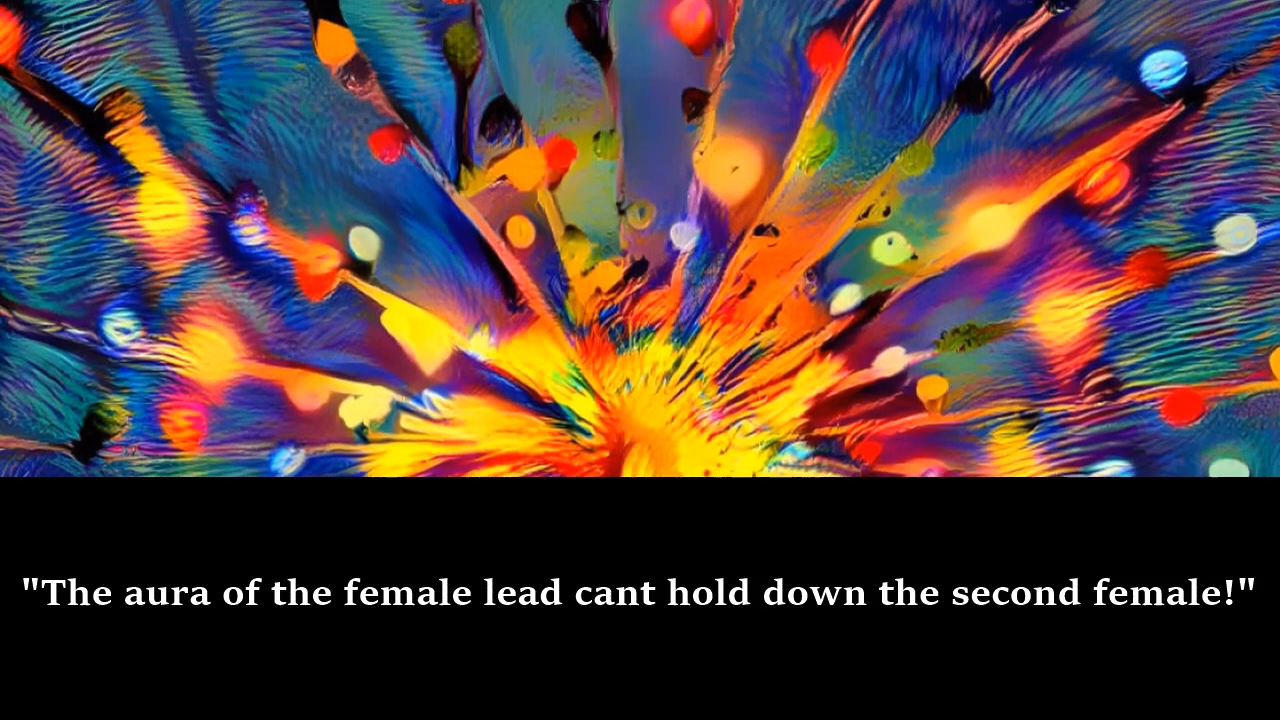 "The aura of the female lead cant hold down the second female!"